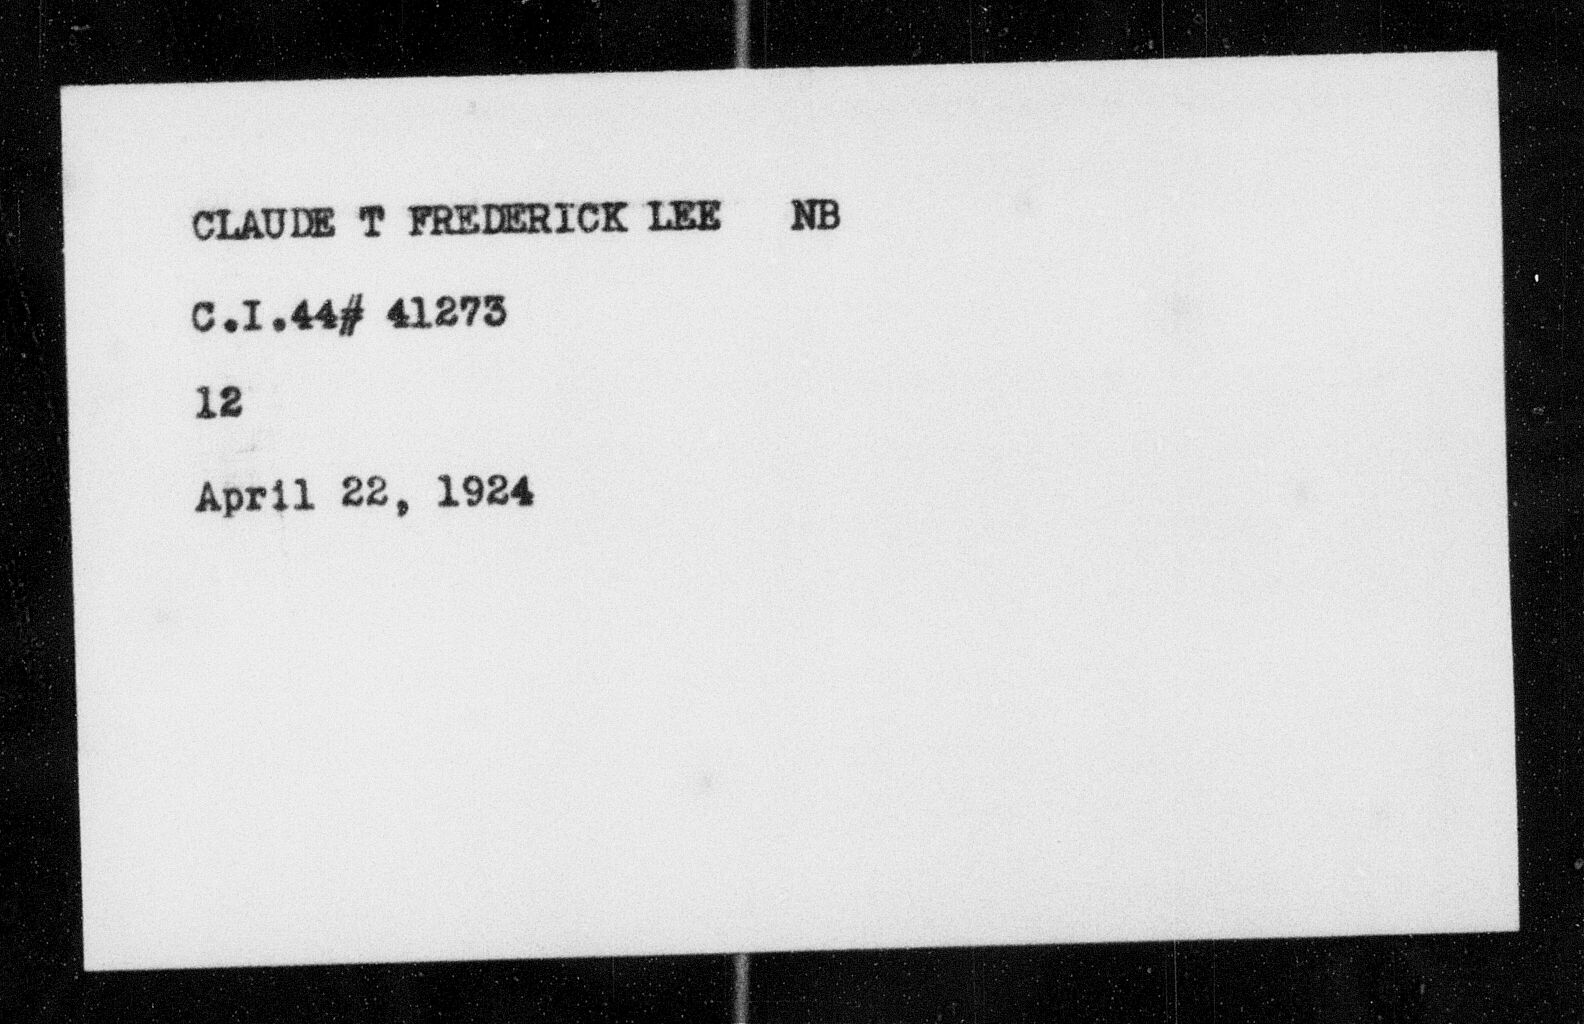 CLAUDE T FREDERICK LEE NB
C.I.44# 41273
12
April 22, 1924